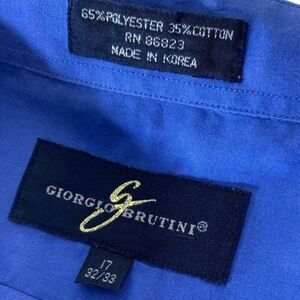 65% POLYESTER 35% COTTON
RN 86823
MADE IN KOREA
GIORGIO BRUTINI®
17
32/33